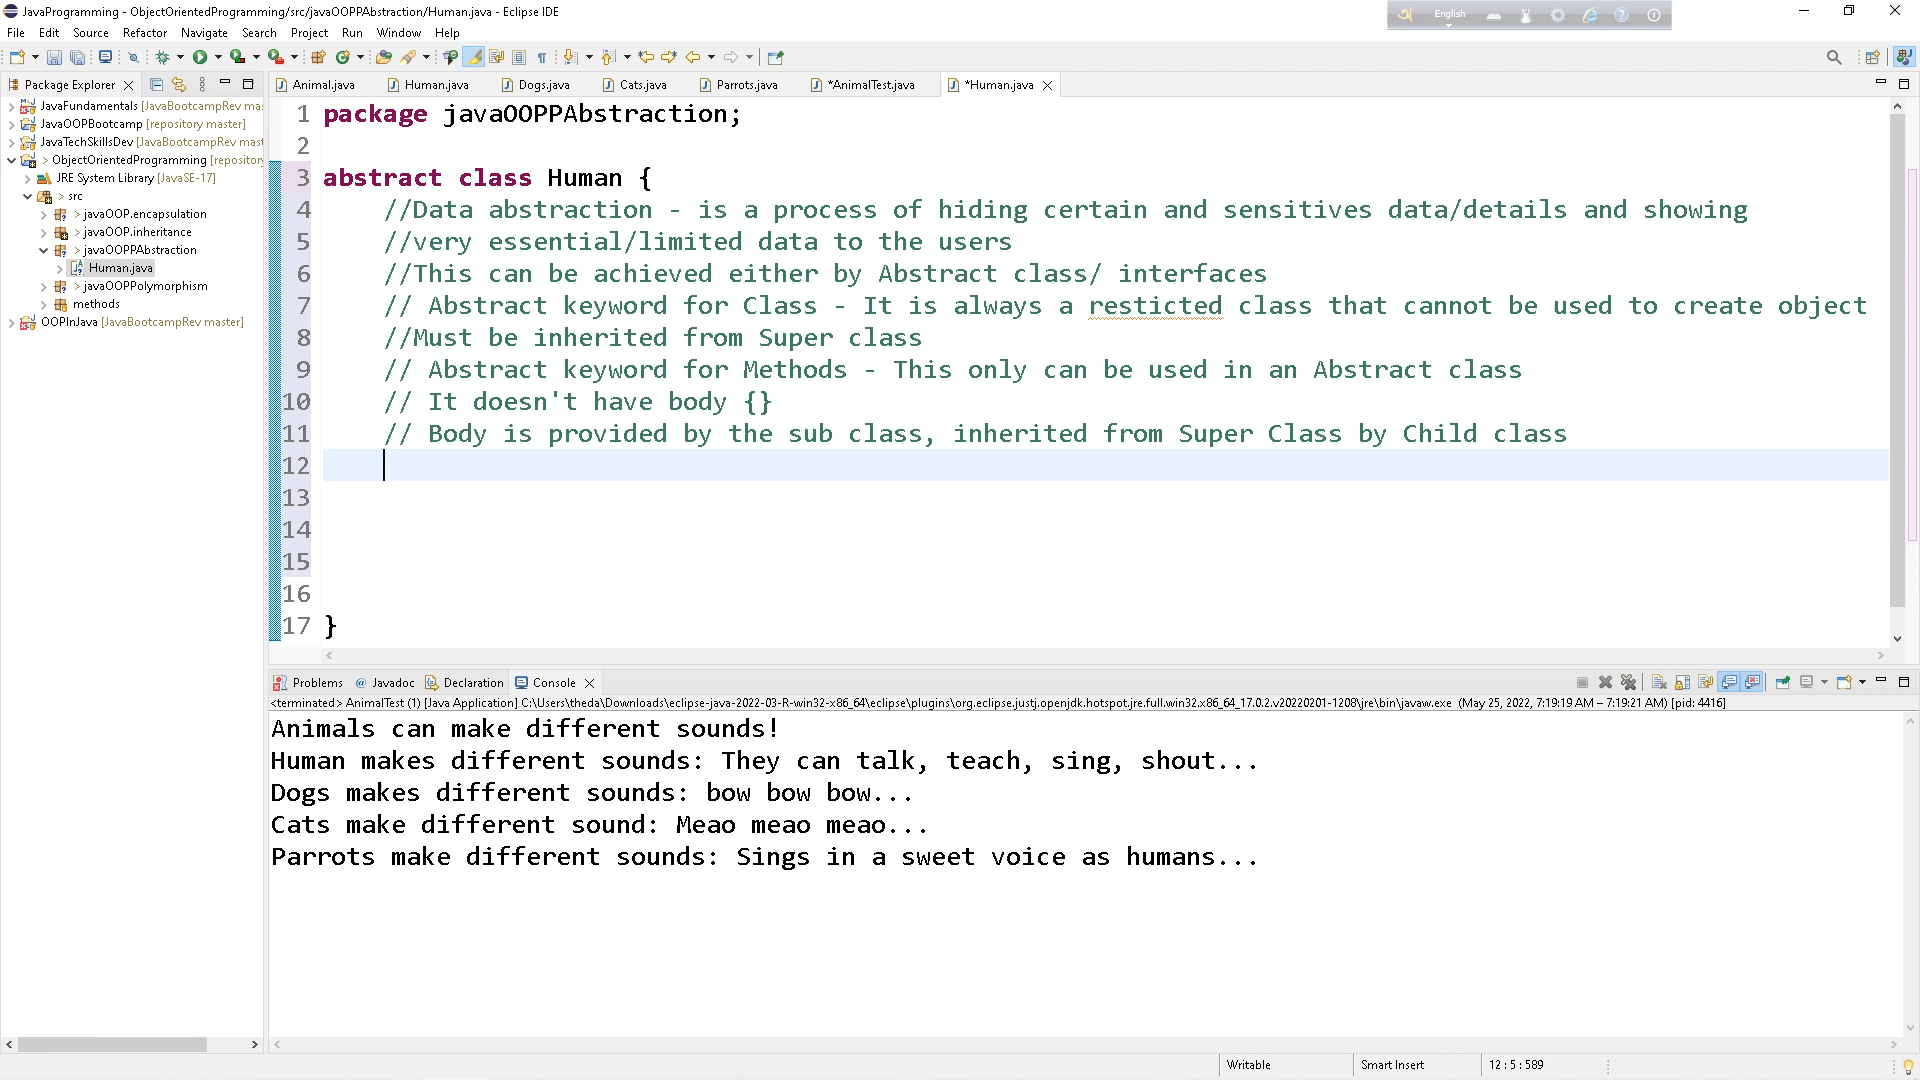 JavaProgramming - ObjectOrientedProgramming/src/javaOOPPAbstraction/Human.java - Eclipse IDE
English
File Edit Source Refactor Navigate Search Project Run Window Help
Package Explorer
Animal.java Human.java Dogs.java Cats.java Parrots.java *AnimalTest.java *Human.java
JavaFundamentals [JavaBootcampRev mas
JavaOOPBootcamp [repository master]
JavaTechSkillsDev [JavaBootcampRev mast
> ObjectOrientedProgramming [repository
JRE System Library [JavaSE-17]
> src
> javaOOP.encapsulation
> javaOOP.inheritance
> javaOOPPAbstraction
Human.java
> javaOOPPolymorphism
methods
OOPInJava [JavaBootcampRev master]
1 package javaOOPPAbstraction;
2
3 abstract class Human {
4 //Data abstraction - is a process of hiding certain and sensitives data/details and showing
5 //very essential/limited data to the users
6 //This can be achieved either by Abstract class/ interfaces
7 // Abstract keyword for Class - It is always a resticted class that cannot be used to create object
8 //Must be inherited from Super class
9 // Abstract keyword for Methods - This only can be used in an Abstract class
10 // It doesn't have body {}
11 // Body is provided by the sub class, inherited from Super Class by Child class
12
13
14
15
16
17 }
Problems Javadoc Declaration Console
<terminated> AnimalTest (1) [Java Application] C:\Users\theda\Downloads\eclipse-java-2022-03-R-win32-x86_64\eclipse\plugins\org.eclipse.justj.openjdk.hotspot.jre.full.win32.x86_64_17.0.2.v20220201-1208\jre\bin\javaw.exe (May 25, 2022, 7:19:19 AM – 7:19:21 AM) [pid: 4416]
Animals can make different sounds!
Human makes different sounds: They can talk, teach, sing, shout...
Dogs makes different sounds: bow bow bow...
Cats make different sound: Meao meao meao...
Parrots make different sounds: Sings in a sweet voice as humans...
Writable Smart Insert 12 : 5 : 589